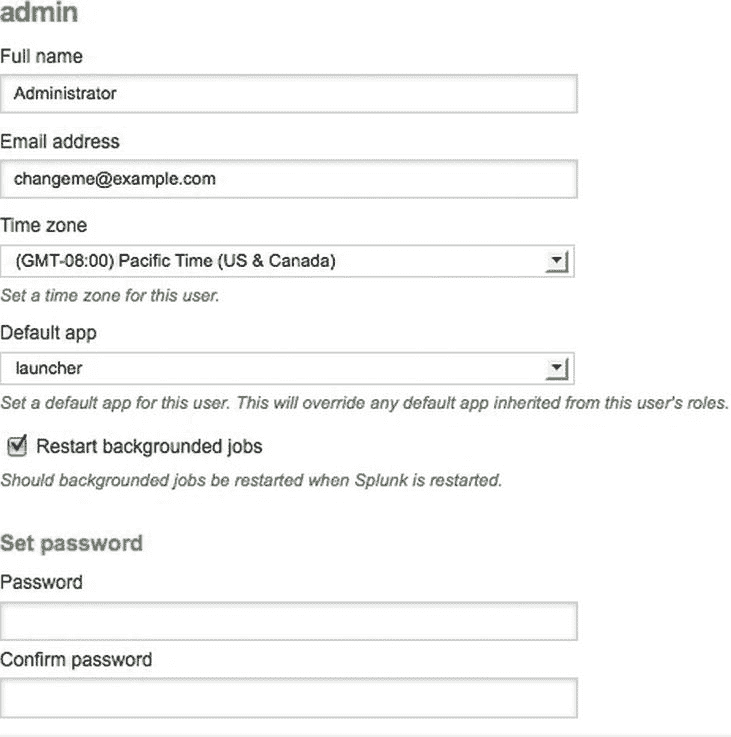 admin
Full name
Administrator
Email address
changeme@example.com
Time zone
(GMT-08:00) Pacific Time (US & Canada)
Set a time zone for this user.
Default app
launcher
Set a default app for this user. This will override any default app inherited from this user's roles.
Restart backgrounded jobs
Should backgrounded jobs be restarted when Splunk is restarted.
Set password
Password
Confirm password